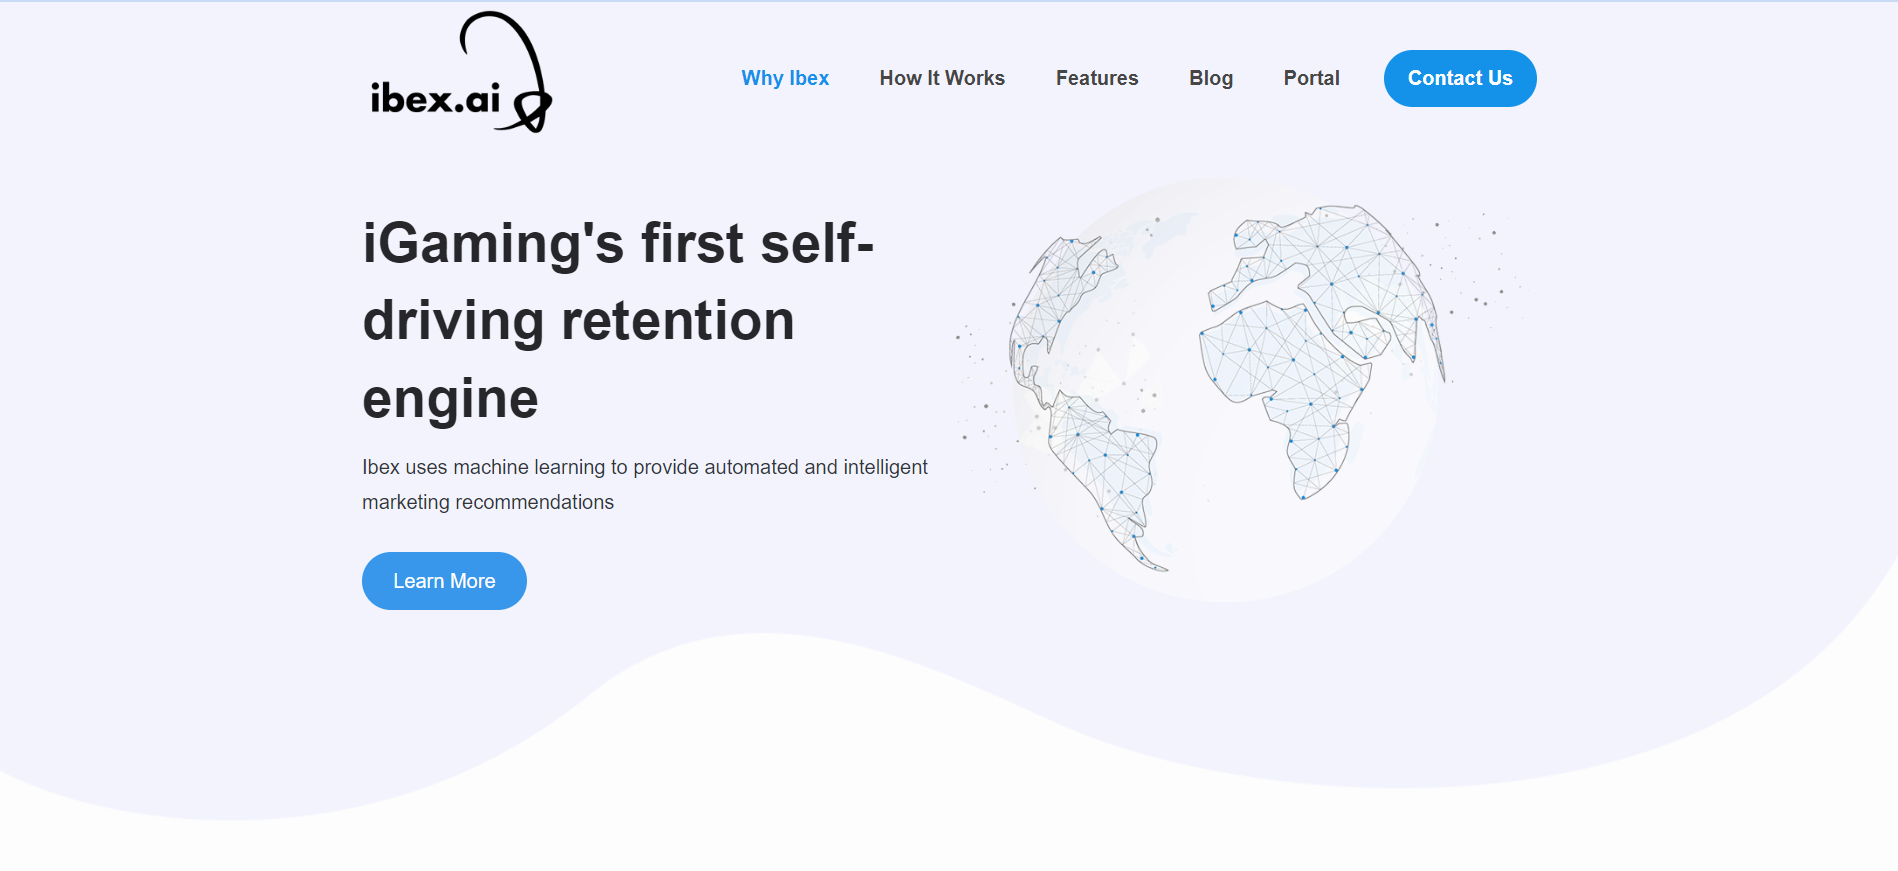 ibex.ai
Why Ibex
How It Works
Features
Blog
Portal
Contact Us
iGaming's first self-
driving retention
engine
Ibex uses machine learning to provide automated and intelligent
marketing recommendations
Learn More